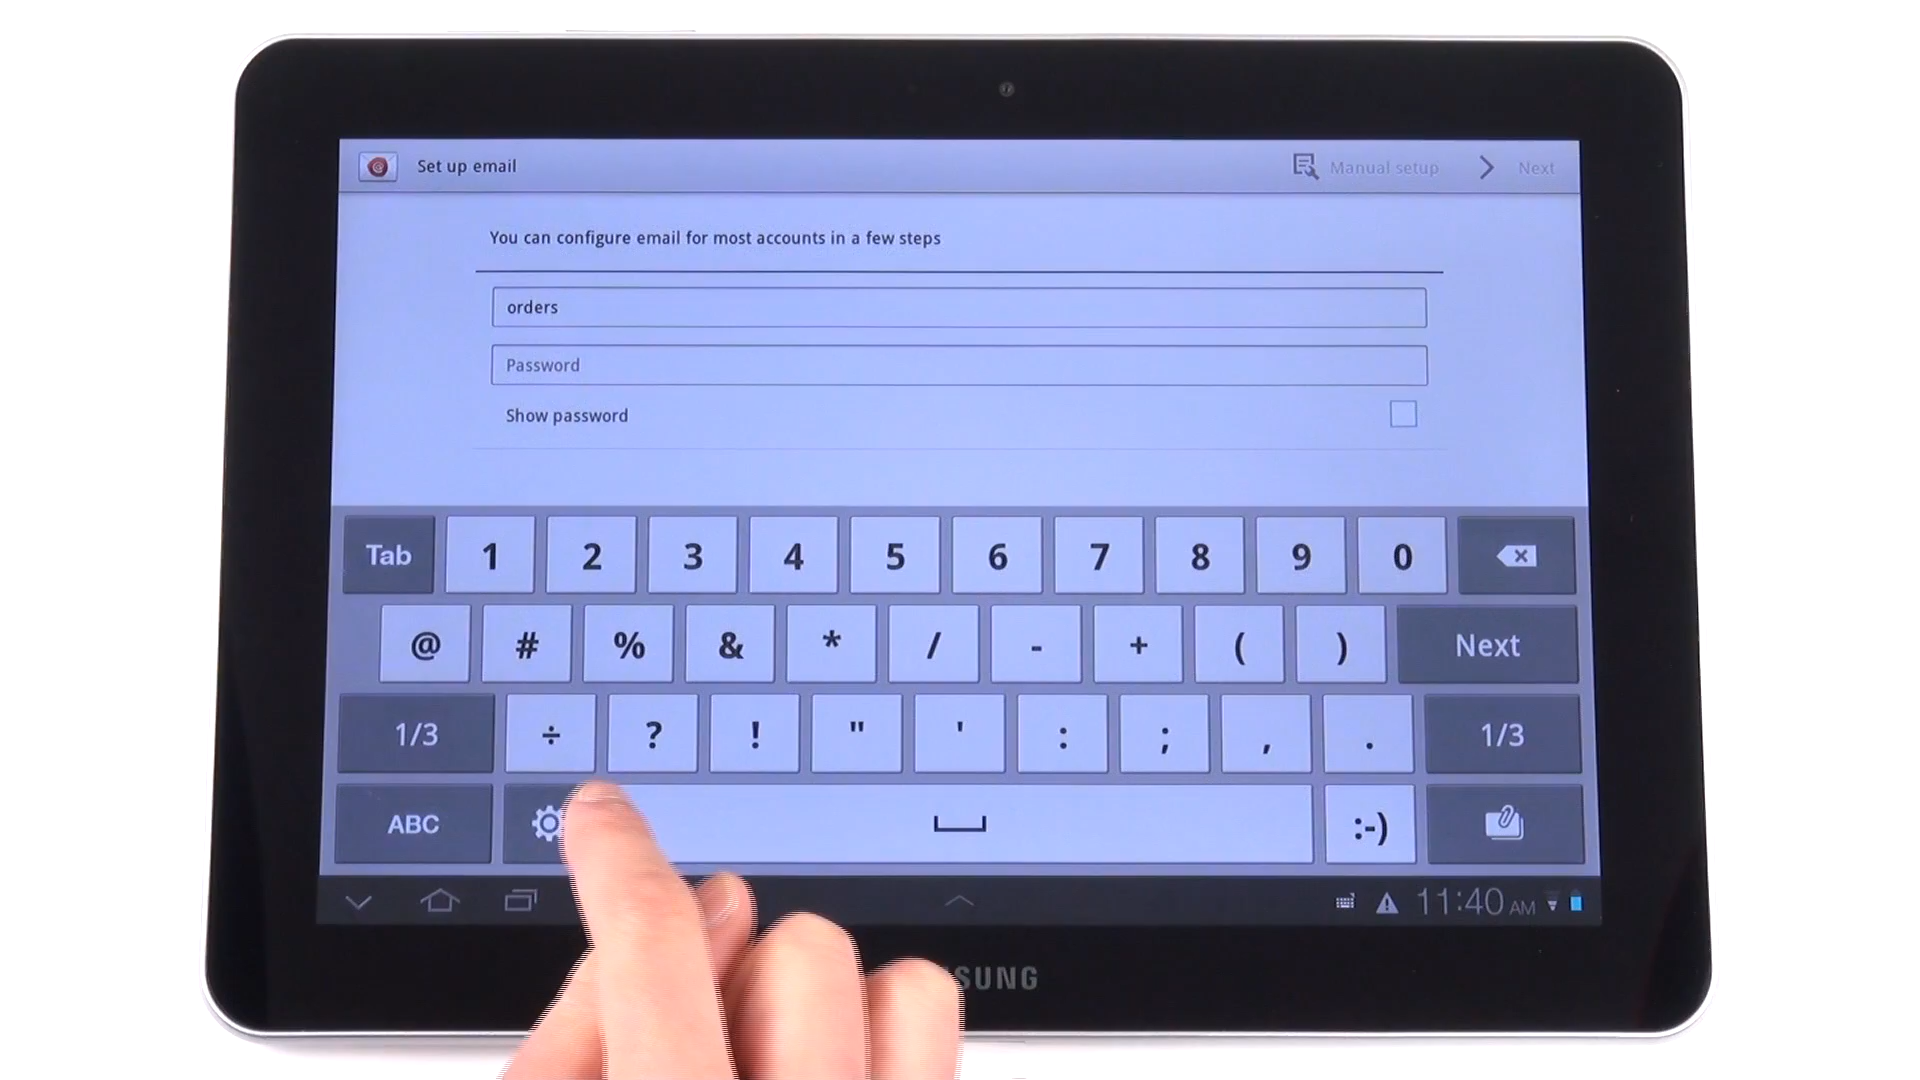 Set up email
Manual setup
Next
You can configure email for most accounts in a few steps
orders
Password
Show password
Tab 1 2 3 4 5 6 7 8 9 0
@ # % & * / - + ( ) Next
1/3 ÷ ? ! " ' : ; , . 1/3
ABC :-)
11:40 AM
SUNG